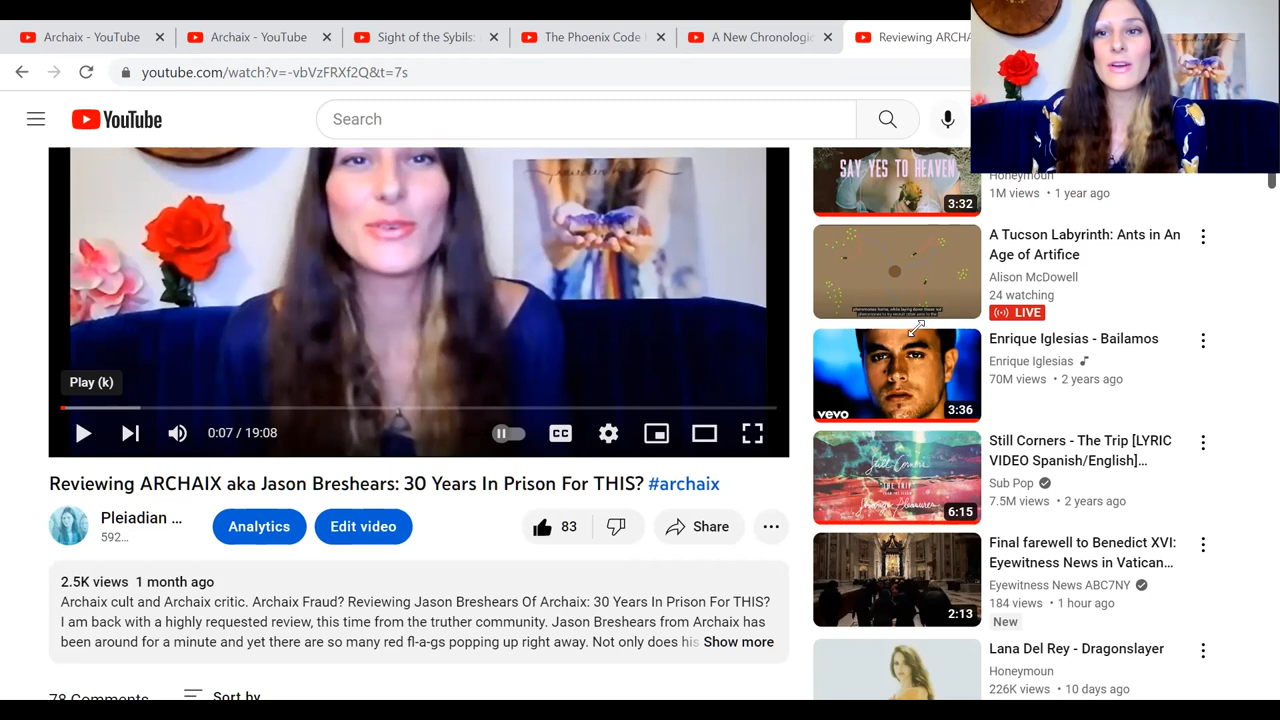 Archaix - YouTube
Archaix - YouTube
Sight of the Sybils:
The Phoenix Code
A New Chronologic
Reviewing ARCHA
youtube.com/watch?v=-vbVzFRXf2Q&t=7s
YouTube
Search
Play (k)
0:07 / 19:08
CC
Reviewing ARCHAIX aka Jason Breshears: 30 Years In Prison For THIS? #archaix
Pleiadian ...
592...
Analytics
Edit video
83
Share
2.5K views 1 month ago
Archaix cult and Archaix critic. Archaix Fraud? Reviewing Jason Breshears Of Archaix: 30 Years In Prison For THIS?
I am back with a highly requested review, this time from the truther community. Jason Breshears from Archaix has
been around for a minute and yet there are so many red fl-a-gs popping up right away. Not only does his Show more
78 Comments
Sort by
SAY YES TO HEAVEN
3:32
Honeymoun
1M views • 1 year ago
A Tucson Labyrinth: Ants in An
Age of Artifice
Alison McDowell
24 watching
LIVE
Enrique Iglesias - Bailamos
Enrique Iglesias
70M views • 2 years ago
vevo
3:36
Still Corners - The Trip [LYRIC
VIDEO Spanish/English]...
Sub Pop
7.5M views • 2 years ago
Still Corners
THE TRIP
Strange Pleasures
6:15
Final farewell to Benedict XVI:
Eyewitness News in Vatican...
Eyewitness News ABC7NY
184 views • 1 hour ago
New
2:13
Lana Del Rey - Dragonslayer
Honeymoun
226K views • 10 days ago